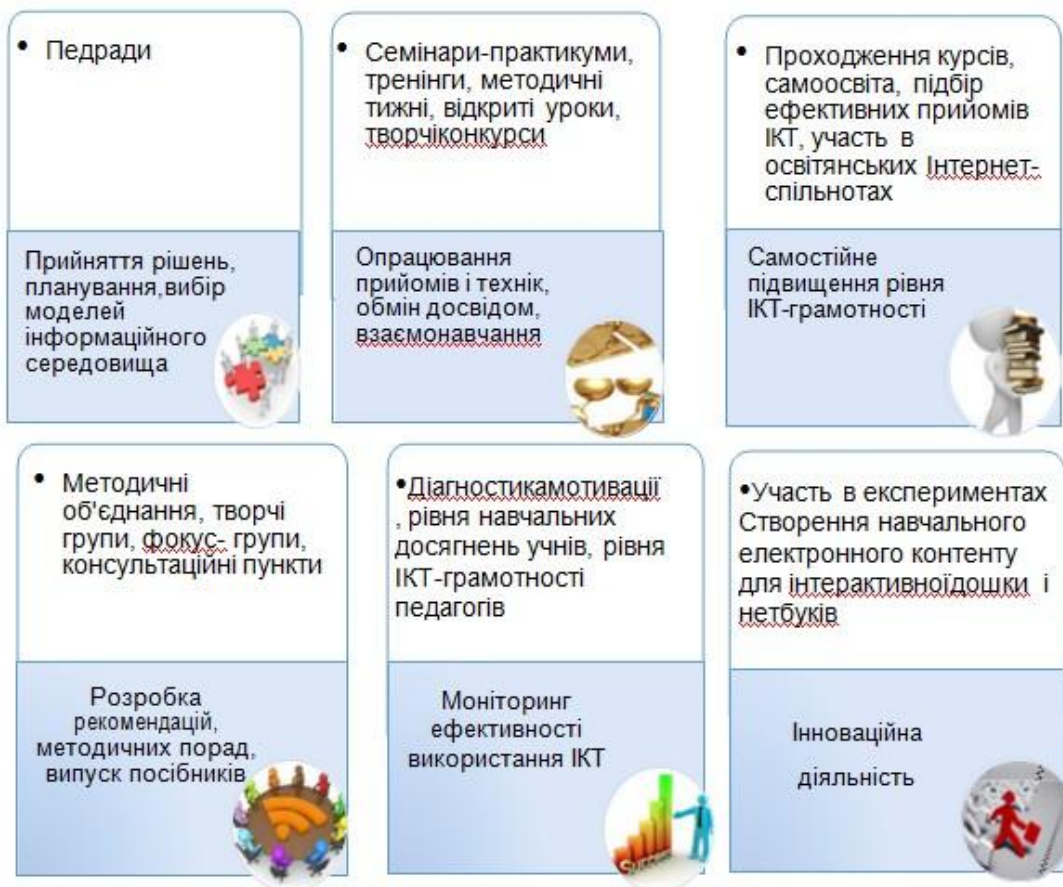 • Педради
Прийняття рішень,
планування,вибір
моделей
інформаційного
середовища
• Семінари-практикуми,
тренінги, методичні
тижні, відкриті уроки,
творчіконкурси
Опрацювання
прийомів і технік,
обмін досвідом,
взаємонавчання
• Проходження курсів,
самоосвіта, підбір
ефективних прийомів
ІКТ, участь в
освітянських Інтернет-
спільнотах
Самостійне
підвищення рівня
ІКТ-грамотності
• Методичні
об'єднання, творчі
групи, фокус- групи,
консультаційні пункти
Розробка
рекомендацій,
методичних порад,
випуск посібників
•Діагностикамотивації
, рівня навчальних
досягнень учнів, рівня
ІКТ-грамотності
педагогів
Моніторинг
ефективності
використання ІКТ
•Участь в експериментах
Створення навчального
електронного контенту
для інтерактивноїдошки і
нетбуків
Інноваційна
діяльність